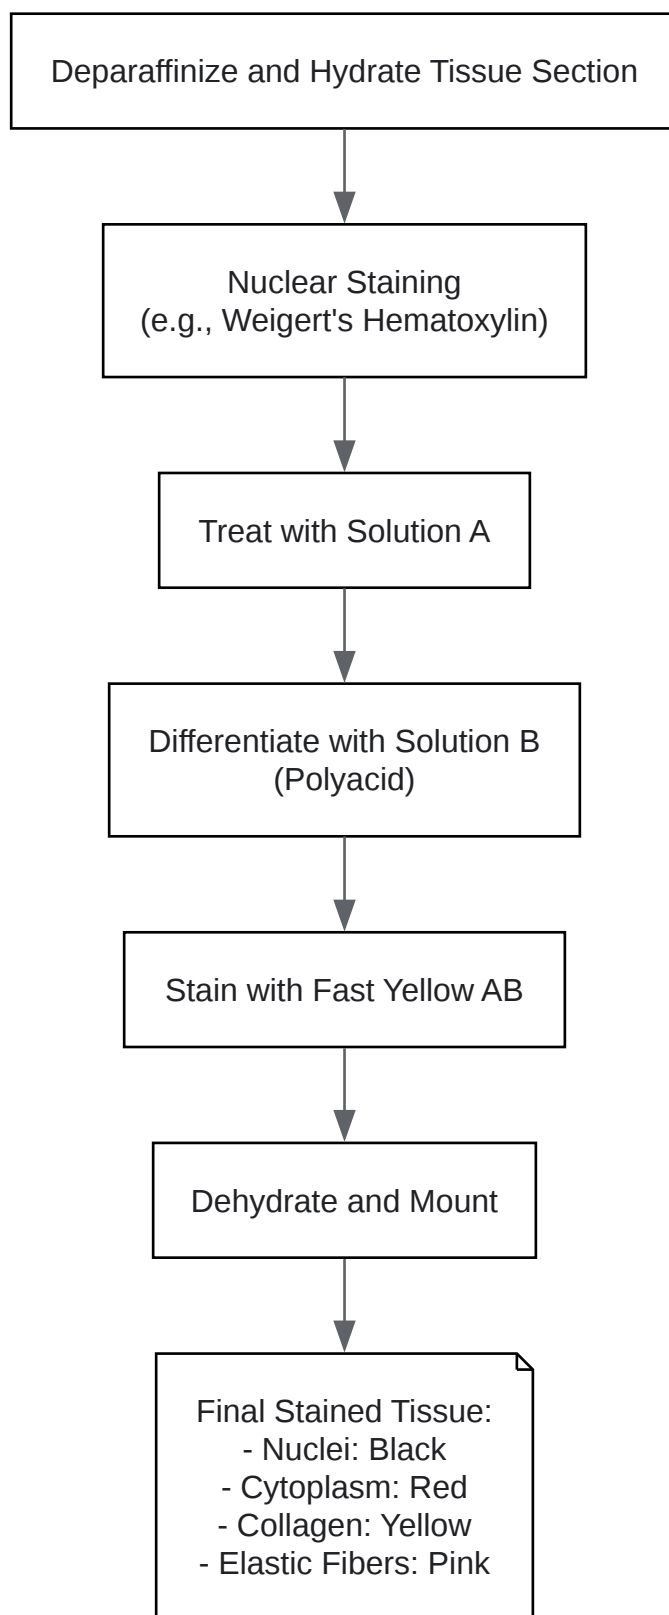 Deparaffinize and Hydrate Tissue Section
Nuclear Staining
(e.g., Weigert's Hematoxylin)
Treat with Solution A
Differentiate with Solution B
(Polyacid)
Stain with Fast Yellow AB
Dehydrate and Mount
Final Stained Tissue:
- Nuclei: Black
- Cytoplasm: Red
- Collagen: Yellow
- Elastic Fibers: Pink